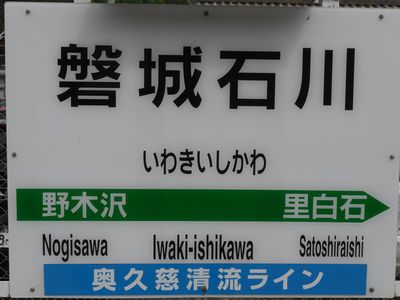 磐城石川
いわきいしかわ
野木沢 里白石
Nogisawa Iwaki-ishikawa Satoshiraishi
奥久慈清流ライン